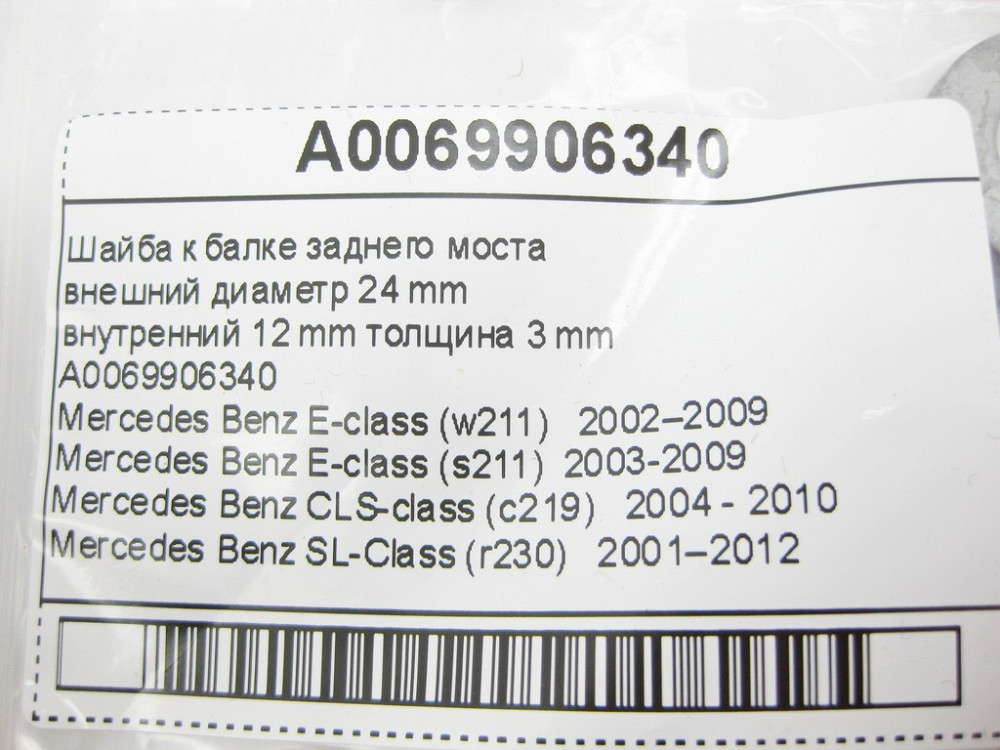 A0069906340
Шайба к балке заднего моста
внешний диаметр 24 mm
внутренний 12 mm толщина 3 mm
A0069906340
Mercedes Benz E-class (w211) 2002–2009
Mercedes Benz E-class (s211) 2003-2009
Mercedes Benz CLS-class (c219) 2004 - 2010
Mercedes Benz SL-Class (r230) 2001–2012